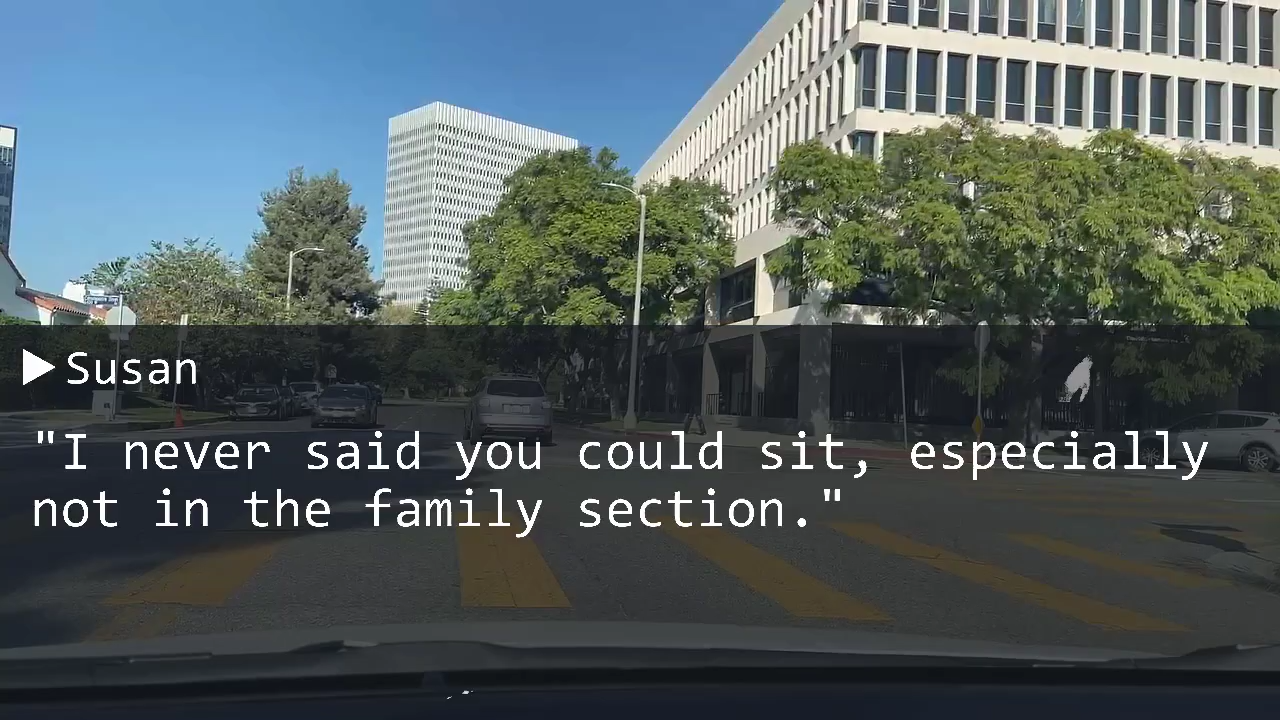 ▶Susan
"I never said you could sit, especially
not in the family section."